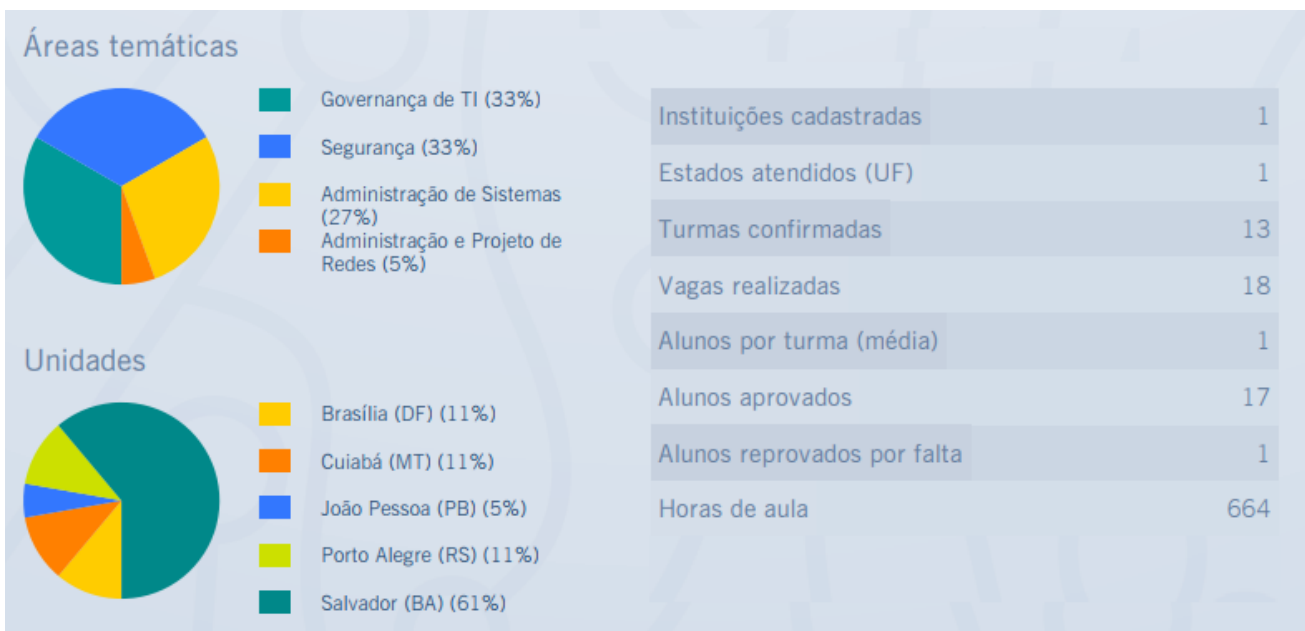 Áreas temáticas
Governança de TI (33%)
Segurança (33%)
Administração de Sistemas
(27%)
Administração e Projeto de
Redes (5%)
Unidades
Brasília (DF) (11%)
Cuiabá (MT) (11%)
João Pessoa (PB) (5%)
Porto Alegre (RS) (11%)
Salvador (BA) (61%)
Instituições cadastradas 1
Estados atendidos (UF) 1
Turmas confirmadas 13
Vagas realizadas 18
Alunos por turma (média) 1
Alunos aprovados 17
Alunos reprovados por falta 1
Horas de aula 664